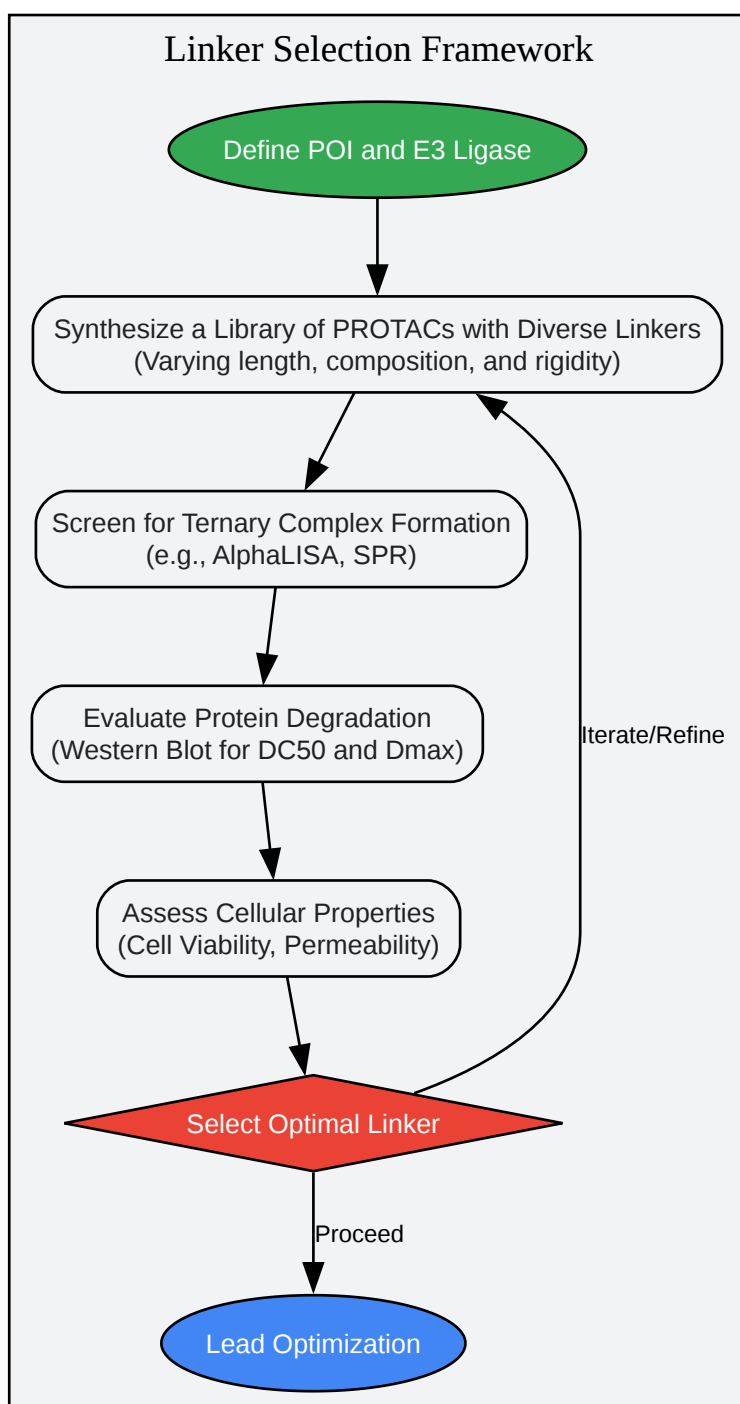 Linker Selection Framework
Define POI and E3 Ligase
Synthesize a Library of PROTACs with Diverse Linkers
(Varying length, composition, and rigidity)
Screen for Ternary Complex Formation
(e.g., AlphaLISA, SPR)
Evaluate Protein Degradation
(Western Blot for DC50 and Dmax)
Iterate/Refine
Assess Cellular Properties
(Cell Viability, Permeability)
Select Optimal Linker
Proceed
Lead Optimization